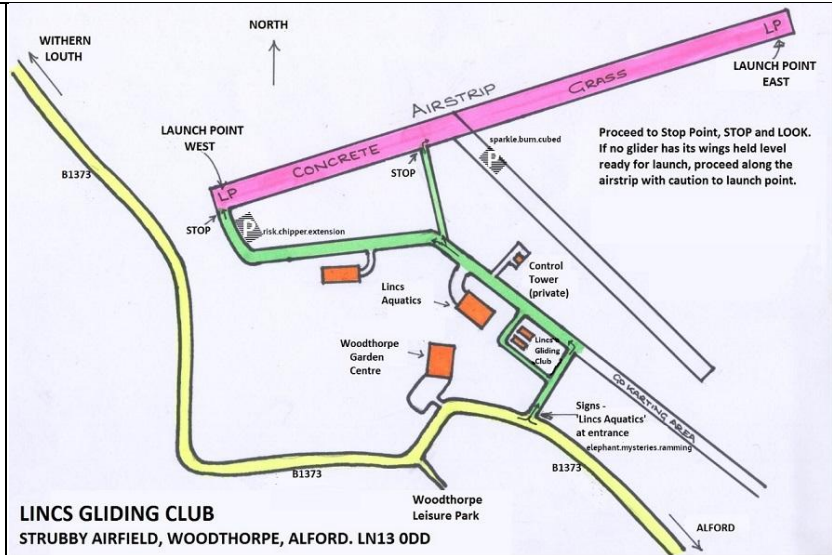 WITHERN
LOUTH
NORTH
LP
LAUNCH POINT
EAST
AIRSTRIP
GRASS
CONCRETE
LAUNCH POINT
WEST
LP
STOP
STOP
P
sparkle.burn.cubed
Proceed to Stop Point, STOP and LOOK.
If no glider has its wings held level
ready for launch, proceed along the
airstrip with caution to launch point.
B1373
P
risk.chipper.extension
Control
Tower
(private)
Lincs
Aquatics
Lincs
Gliding
Club
Woodthorpe
Garden
Centre
GO KARTING AREA
Signs -
'Lincs Aquatics'
at entrance
elephant.mysteries.ramming
B1373
B1373
Woodthorpe
Leisure Park
ALFORD
LINCS GLIDING CLUB
STRUBBY AIRFIELD, WOODTHORPE, ALFORD. LN13 0DD